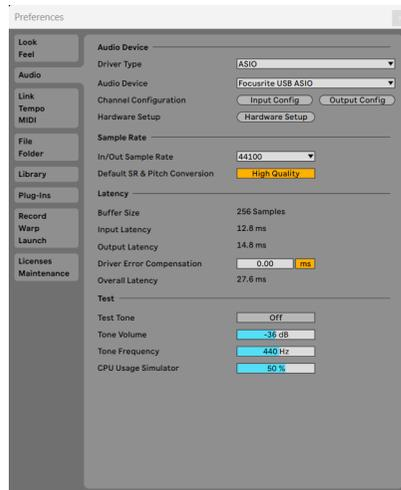 Preferences
Look
Feel
Audio
Link
Tempo
MIDI
File
Folder
Library
Plug-Ins
Record
Warp
Launch
Licenses
Maintenance
Audio Device
Driver Type ASIO
Audio Device Focusrite USB ASIO
Channel Configuration Input Config Output Config
Hardware Setup Hardware Setup
Sample Rate
In/Out Sample Rate 44100
Default SR & Pitch Conversion High Quality
Latency
Buffer Size 256 Samples
Input Latency 12.8 ms
Output Latency 14.8 ms
Driver Error Compensation 0.00 ms
Overall Latency 27.6 ms
Test
Test Tone Off
Tone Volume -36 dB
Tone Frequency 440 Hz
CPU Usage Simulator 50 %